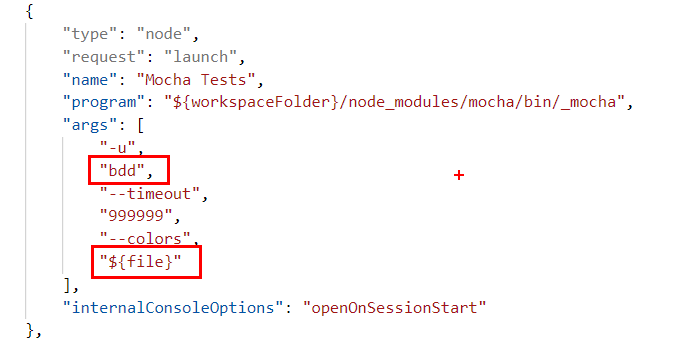 {
"type": "node",
"request": "launch",
"name": "Mocha Tests",
"program": "${workspaceFolder}/node_modules/mocha/bin/_mocha",
"args": [
"-u",
"bdd",
"--timeout",
"999999",
"--colors",
"${file}"
],
"internalConsoleOptions": "openOnSessionStart"
},